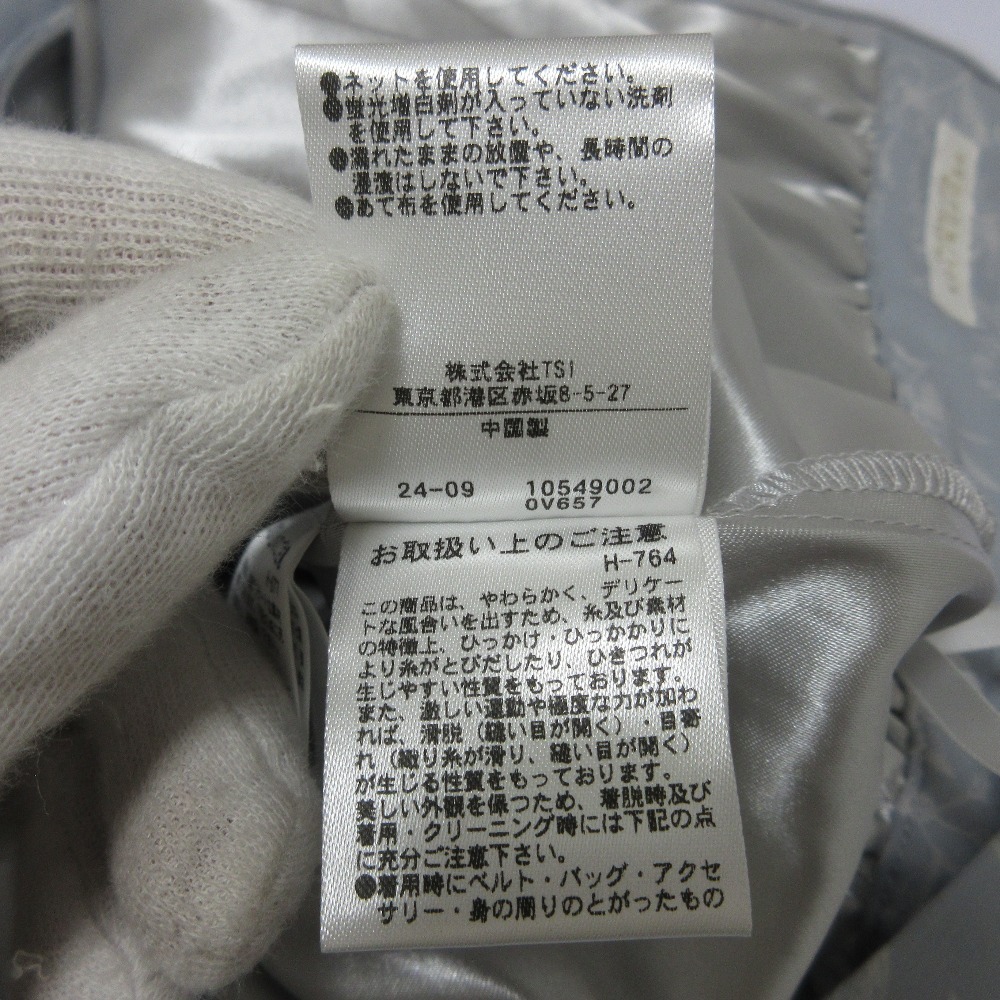 ●ネットを使用してください。
●蛍光増白剤が入っていない洗剤
を使用して下さい。
●濡れたままの放置や、長時間の
浸漬はしないで下さい。
●あて布を使用してください。
株式会社TSI
東京都港区赤坂8-5-27
中国製
24-09 10549002
0V657
お取扱い上のご注意
H-764
この商品は、やわらかく、デリケー
トな風合いを出すため、糸及び素材
の特徴上、ひっかけ・ひっかかりに
より糸がとびだしたり、ひきつれが
生じやすい性質をもっております。
また、激しい運動や極度な力が加わ
れば、滑脱（縫い目が開く）・目寄
れ（織り糸が滑り、縫い目が開く）
が生じる性質をもっております。
美しい外観を保つため、着脱時及び
着用・クリーニング時には下記の点
に充分ご注意下さい。
●着用時にベルト・バッグ・アクセ
サリー・身の周りのとがったもの